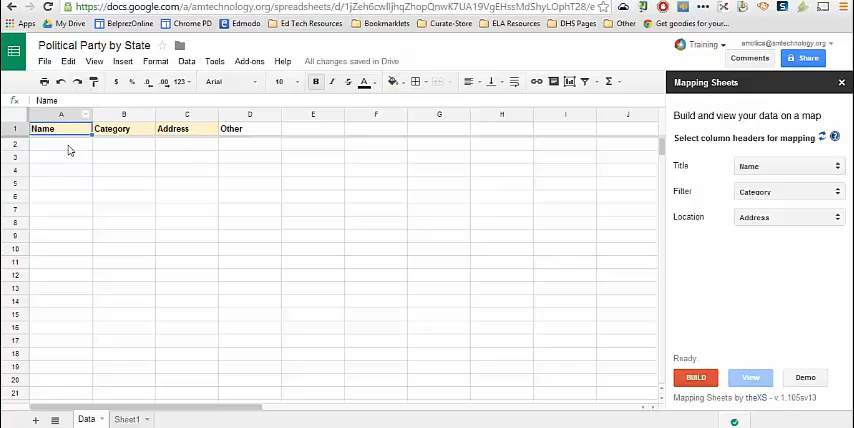 https://docs.google.com/a/amtechnology.org/spreadsheets/d/1jZeh6cwlIjhqZhopQnwK7UA19VgEHssMdShyLOphT28/e
Apps My Drive BelprezOnline Chrome PD Edmodo Ed Tech Resources Bookmarklets Curate-Store ELA Resources DHS Pages Other Get goodies for your...
Political Party by State
Training
amolica@amtechnology.org
File Edit View Insert Format Data Tools Add-ons Help All changes saved in Drive
Comments Share
$ % .0 .00 123 Arial 10 B I S A Σ
Mapping Sheets x
fx Name
A B C D E F G H I J
Build and view your data on a map
1 Name Category Address Other
Select column headers for mapping
2
3
4
5
6
7
8
9
10
11
12
13
14
15
16
17
18
19
20
21
Title Name
Filter Category
Location Address
Ready.
BUILD View Demo
Mapping Sheets by theXS - v.1.105sv13
+ Data Sheet1